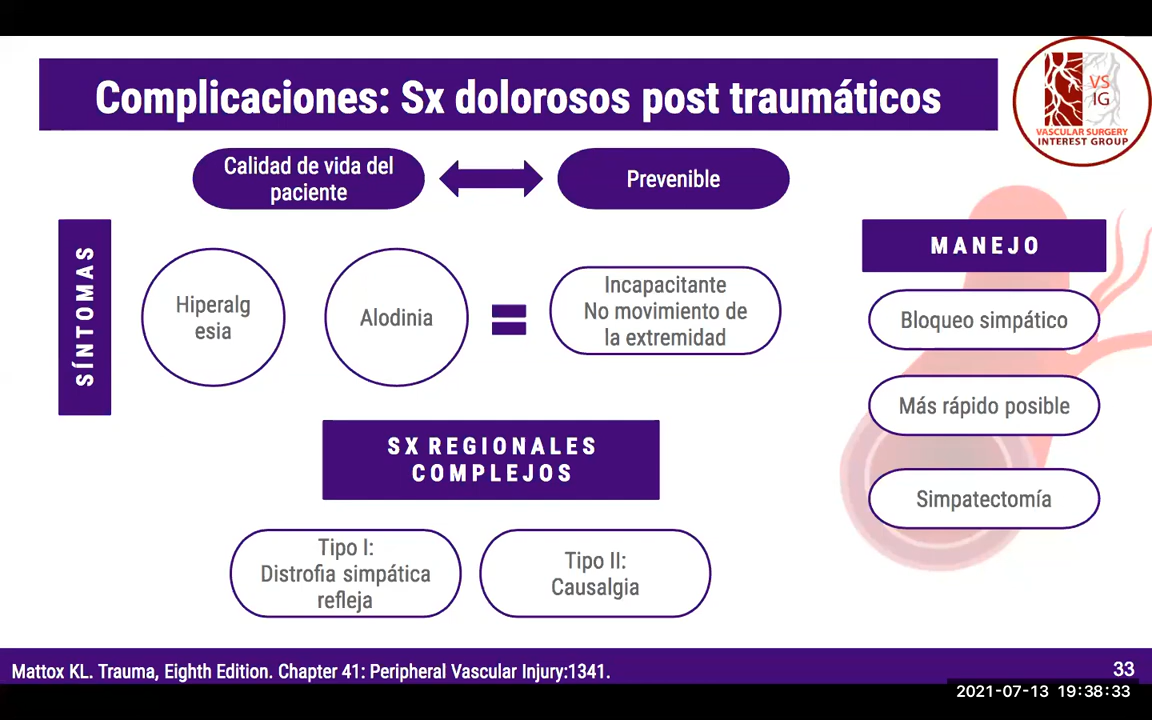 Complicaciones: Sx dolorosos post traumáticos
VS
IG
VASCULAR SURGERY
INTEREST GROUP
Calidad de vida del
paciente
Prevenible
SÍNTOMAS
Hiperalg
esia
Alodinia
Incapacitante
No movimiento de
la extremidad
MANEJO
Bloqueo simpático
Más rápido posible
Simpatectomía
SX REGIONALES
COMPLEJOS
Tipo I:
Distrofia simpática
refleja
Tipo II:
Causalgia
Mattox KL. Trauma, Eighth Edition. Chapter 41: Peripheral Vascular Injury:1341.
33
2021-07-13 19:38:33